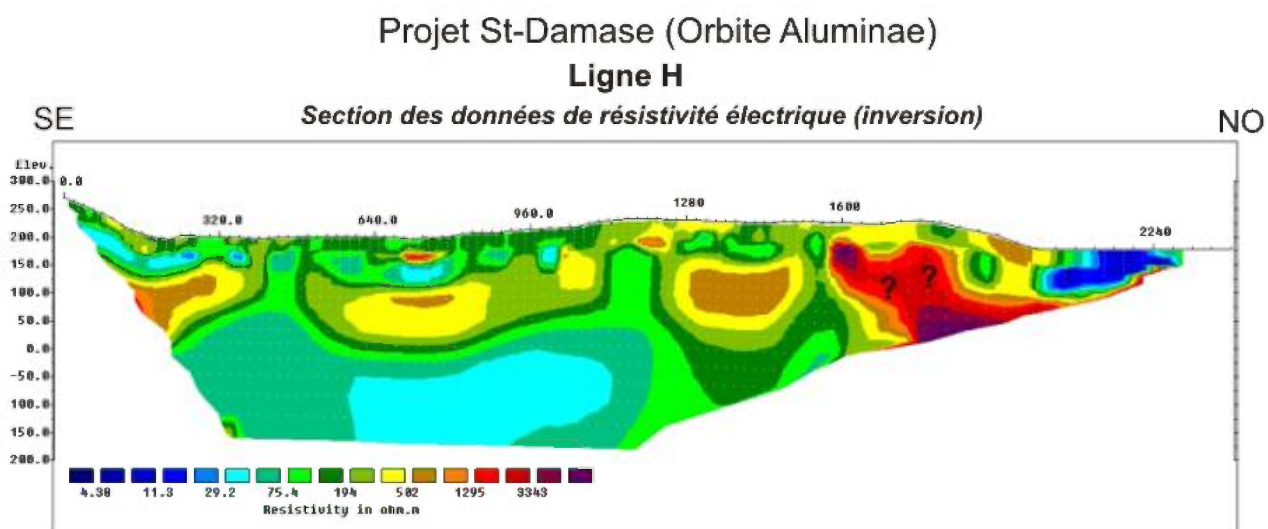 Projet St-Damase (Orbite Aluminae)
Ligne H
SE
Section des données de résistivité électrique (inversion)
NO
Elev.
300.0 0.0
250.0
320.0 640.0 960.0 1280 1600 2240
200.0
150.0
? ?
100.0
50.0
0.0
-50.0
100.0
150.0
200.0
4.38 11.3 29.2 75.4 194 502 1295 3343
Resistivity in ohm.m